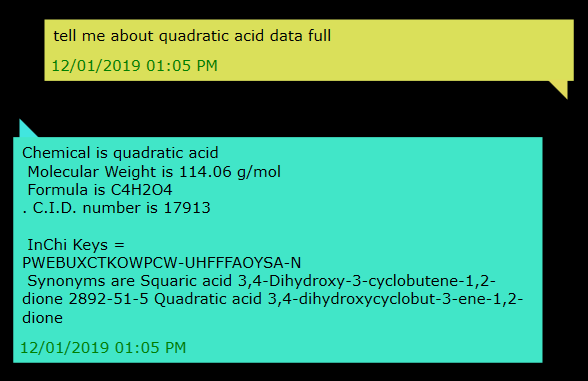 tell me about quadratic acid data full
12/01/2019 01:05 PM
Chemical is quadratic acid
Molecular Weight is 114.06 g/mol
Formula is C4H2O4
. C.I.D. number is 17913
InChi Keys =
PWEBUXCTKOWPCW-UHFFFAOYSA-N
Synonyms are Squaric acid 3,4-Dihydroxy-3-cyclobutene-1,2-
dione 2892-51-5 Quadratic acid 3,4-dihydroxycyclobut-3-ene-1,2-
dione
12/01/2019 01:05 PM